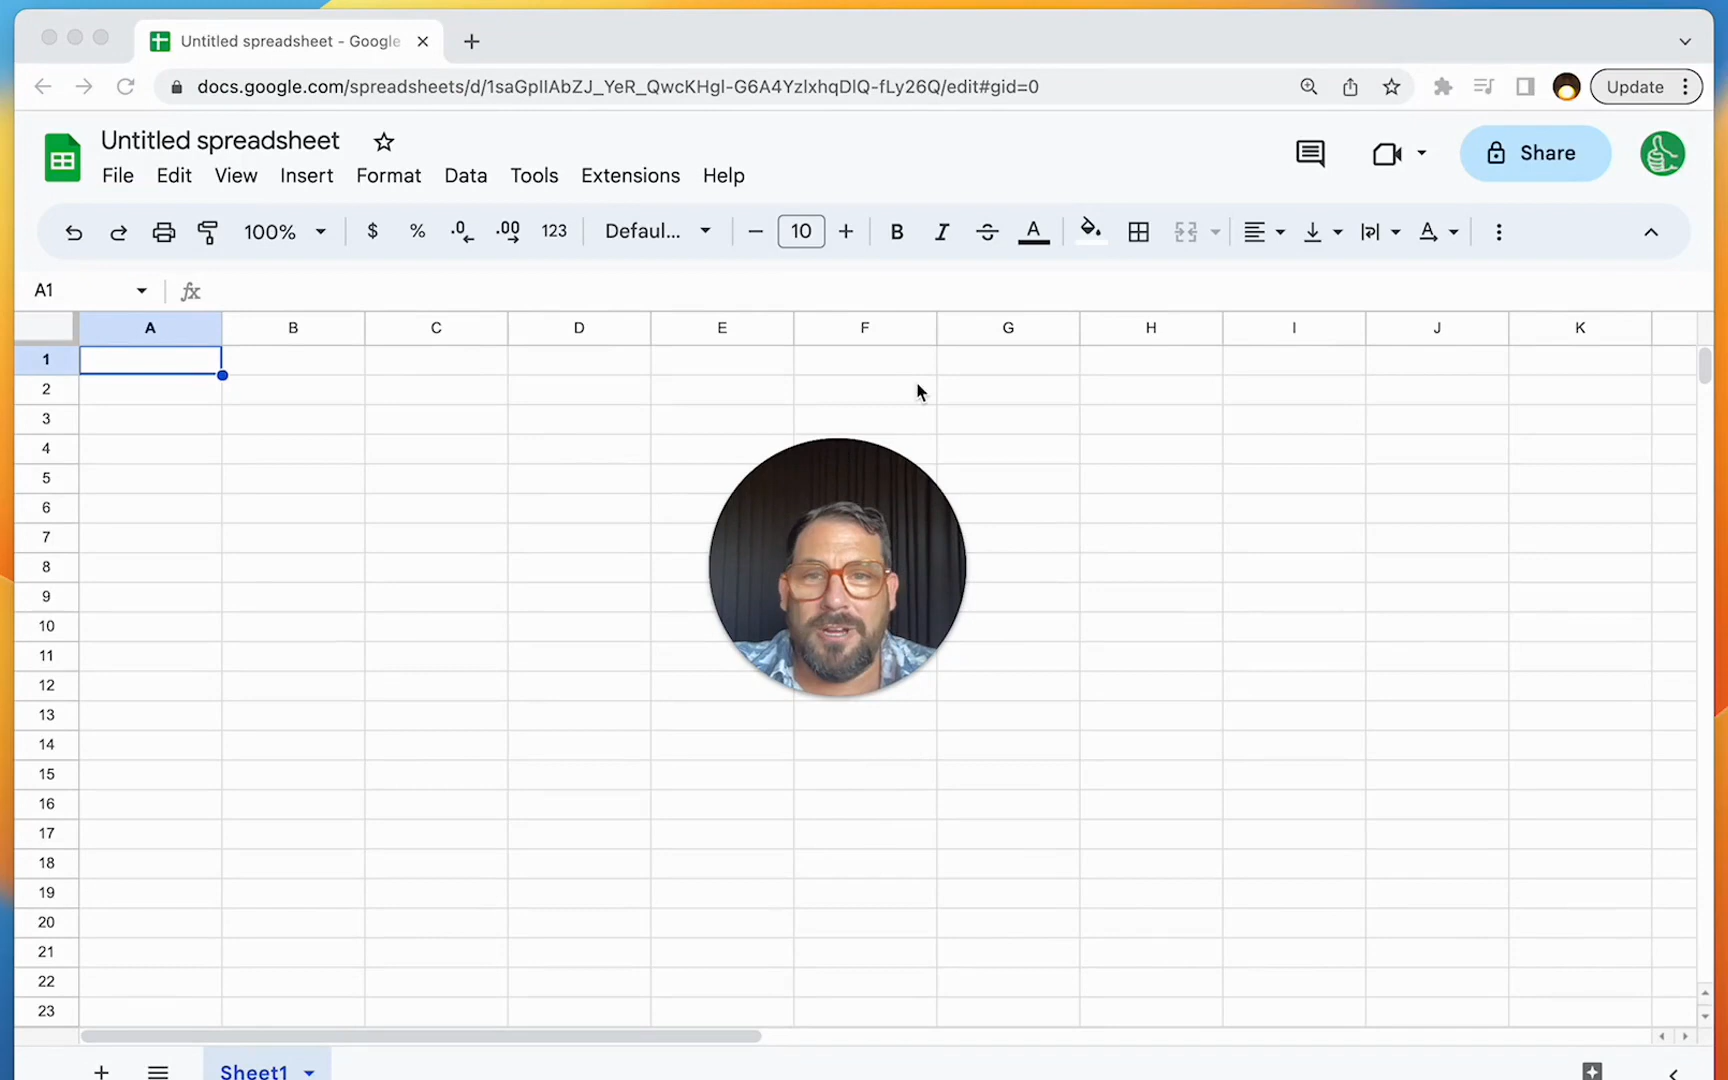 Untitled spreadsheet - Google
docs.google.com/spreadsheets/d/1saGpIlAbZJ_YeR_QwcKHgI-G6A4YzlxhqDlQ-fLy26Q/edit#gid=0
Update
Untitled spreadsheet
File Edit View Insert Format Data Tools Extensions Help
Share
100% $ % .0 .00 123 Defaul... 10 B I S A A
A1 fx
A B C D E F G H I J K
1
2
3
4
5
6
7
8
9
10
11
12
13
14
15
16
17
18
19
20
21
22
23
Sheet1